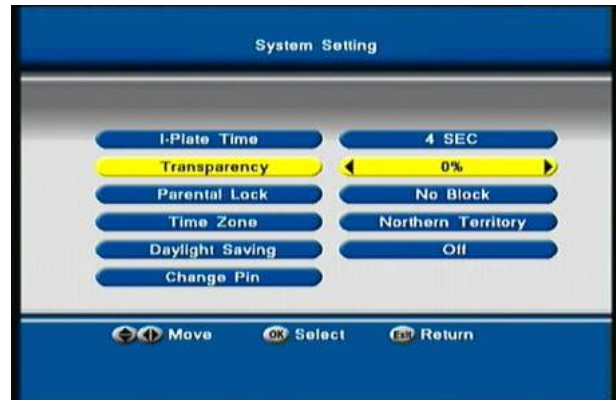 System Setting
I-Plate Time 4 SEC
Transparency 0%
Parental Lock No Block
Time Zone Northern Territory
Daylight Saving Off
Change Pin
Move OK Select Exit Return